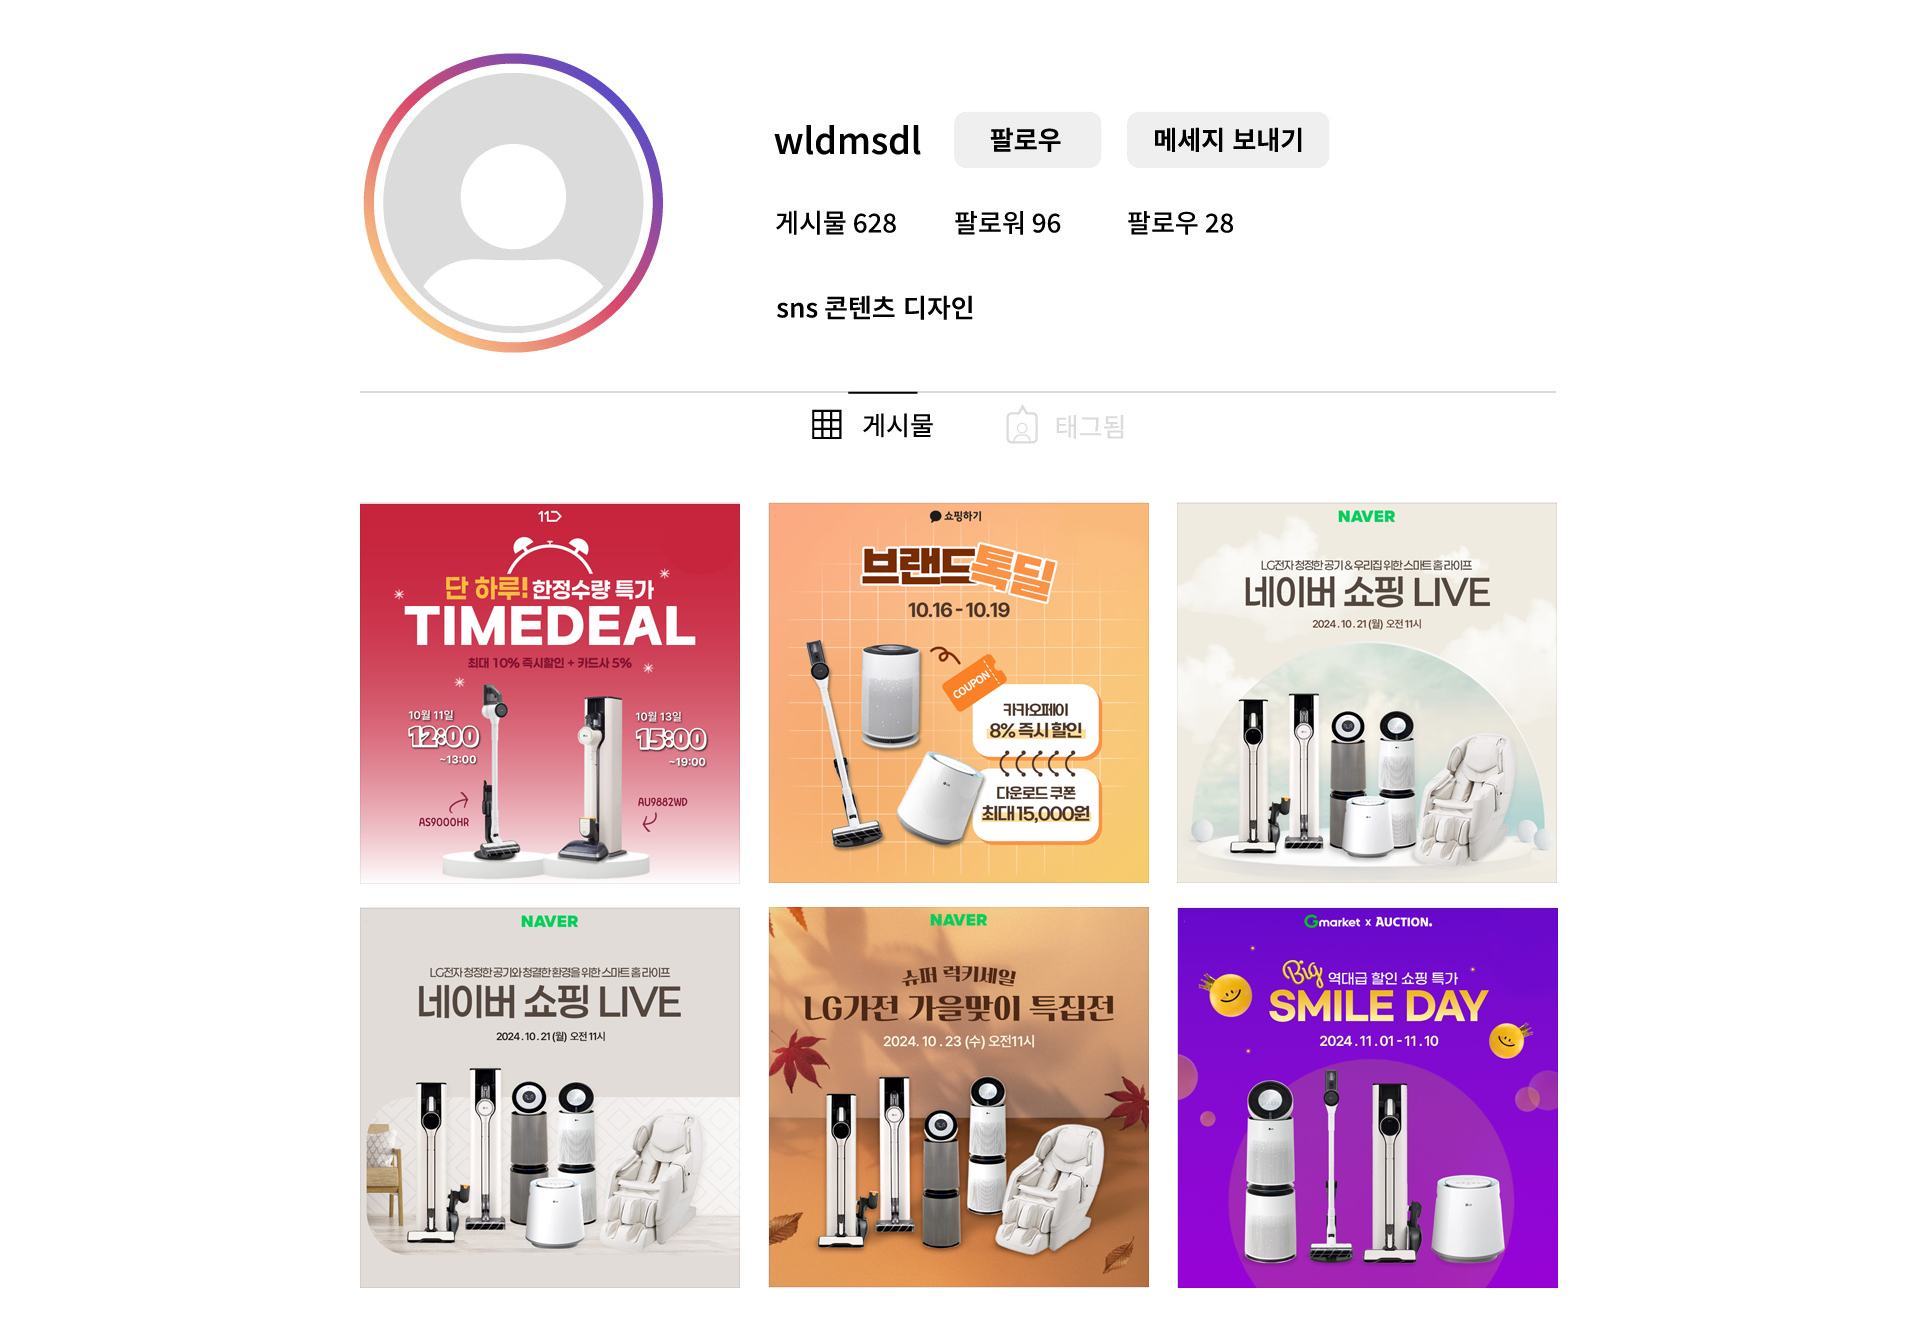 wldmsdl 팔로우 메세지 보내기
게시물 628 팔로워 96 팔로우 28
sns 콘텐츠 디자인
게시물 태그됨
11
단 하루! 한정수량 특가
TIMEDEAL
최대 10% 즉시할인 + 카드사 5%
10월 11일
12:00
~13:00
10월 13일
15:00
~19:00
AS9000HR
AU9882WD
쇼핑하기
브랜드톡딜
10.16 - 10.19
COUPON
카카오페이
8% 즉시 할인
다운로드 쿠폰
최대 15,000원
NAVER
LG전자 청정한 공기 & 우리집 위한 스마트 홈 라이프
네이버 쇼핑 LIVE
2024. 10. 21 (월) 오전 11시
NAVER
LG전자 청정한 공기와 청결한 환경을 위한 스마트 홈 라이프
네이버 쇼핑 LIVE
2024. 10. 21 (월) 오전 11시
NAVER
슈퍼 럭키세일
LG가전 가을맞이 특집전
2024. 10. 23 (수) 오전11시
Gmarket x AUCTION.
Big 역대급 할인 쇼핑 특가
SMILE DAY
2024. 11. 01 - 11. 10